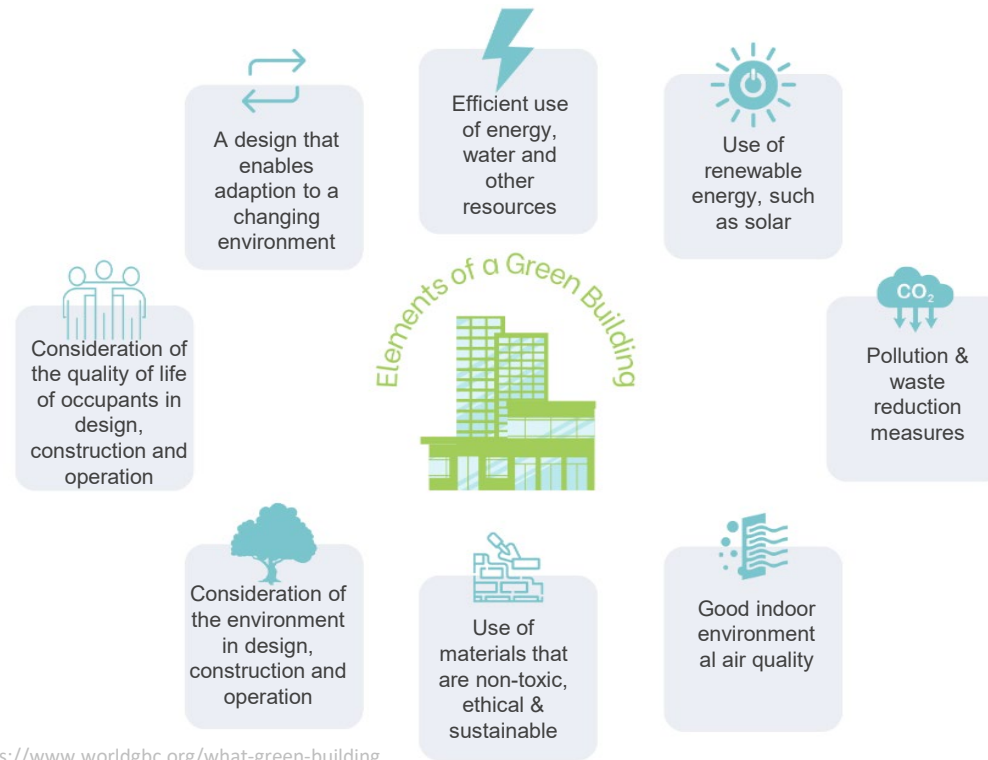 A design that
enables
adaption to a
changing
environment
Efficient use
of energy,
water and
other
resources
Use of
renewable
energy, such
as solar
Elements of a Green Building
Consideration of
the quality of life
of occupants in
design,
construction and
operation
CO₂
Pollution &
waste
reduction
measures
Consideration of
the environment
in design,
construction and
operation
Use of
materials that
are non-toxic,
ethical &
sustainable
Good indoor
environment
al air quality
s://www.worldgbc.org/what-green-building